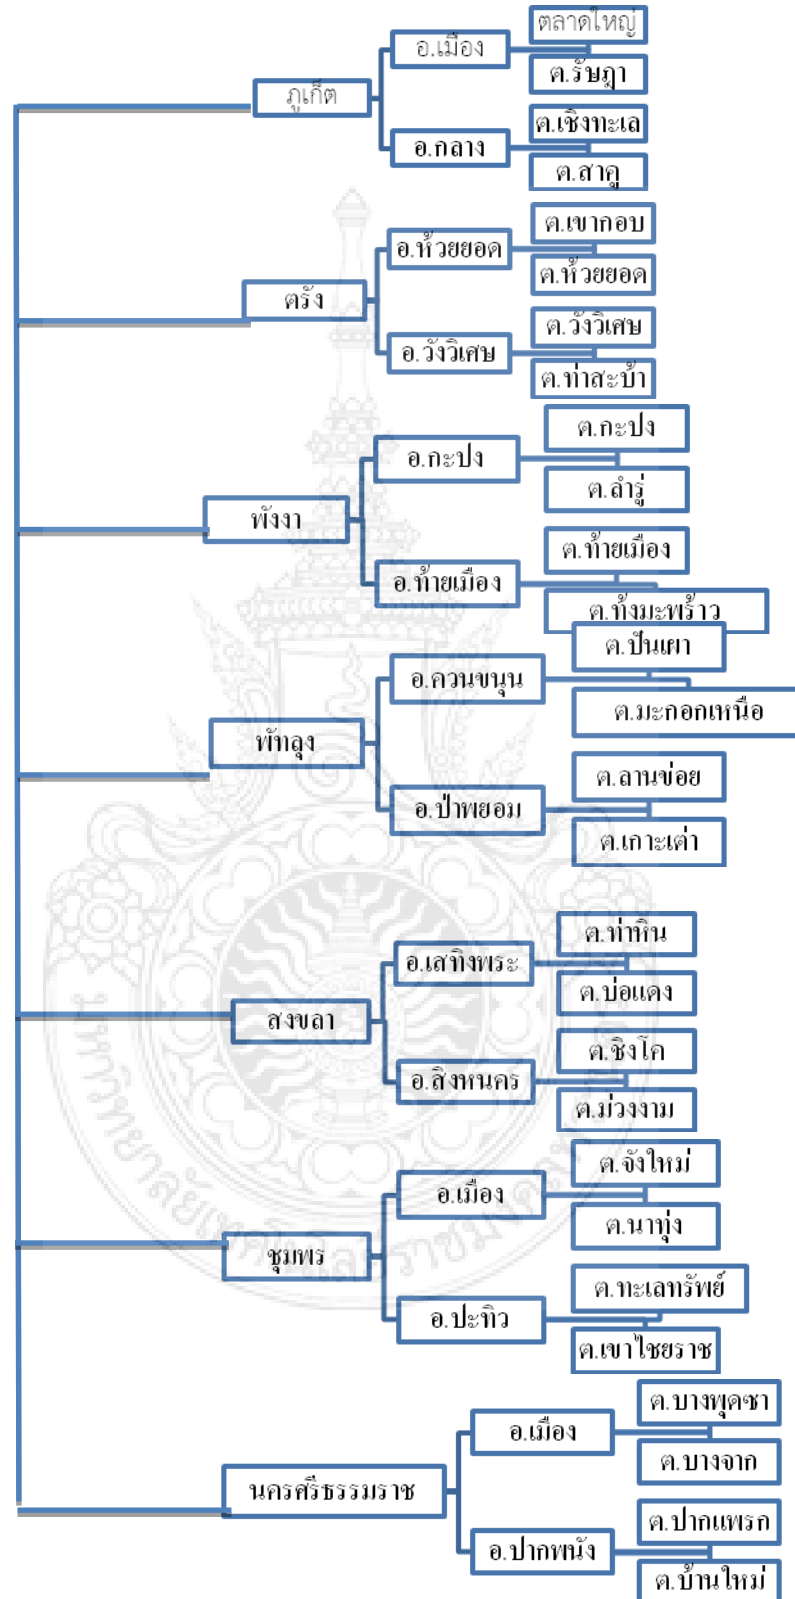 ตลาดใหญ่
อ.เมือง
ต.รัษฎา
ภูเก็ต
ต.เชิงทะเล
อ.กลาง
ต.สาคู
ต.เขากอบ
อ.ห้วยยอด
ต.ห้วยยอด
ตรัง
ต.วังวิเศษ
อ.วังวิเศษ
ต.ท่าสะบ้า
ต.กะปง
อ.กะปง
ต.ลำรู่
พังงา
ต.ท้ายเมือง
อ.ท้ายเมือง
ต.ทุ้งมะพร้าว
ต.ปันเผา
อ.ควนขนุน
ต.มะกอกเหนือ
พัทลุง
ต.ลานข่อย
อ.ป่าพยอม
ต.เกาะเต่า
ต.ท่าหิน
อ.เสทิงพระ
ต.บ่อแดง
สงขลา
ต.ชิงโค
อ.สิงหนคร
ต.ม่วงงาม
ต.จังใหม่
อ.เมือง
ต.นาทุ่ง
ชุมพร
ต.ทะเลทรัพย์
อ.ปะทิว
ต.เขาไชยราช
ต.บางพุดซา
อ.เมือง
ต.บางจาก
นครศรีธรรมราช
ต.ปากแพรก
อ.ปากพนัง
ต.บ้านใหม่